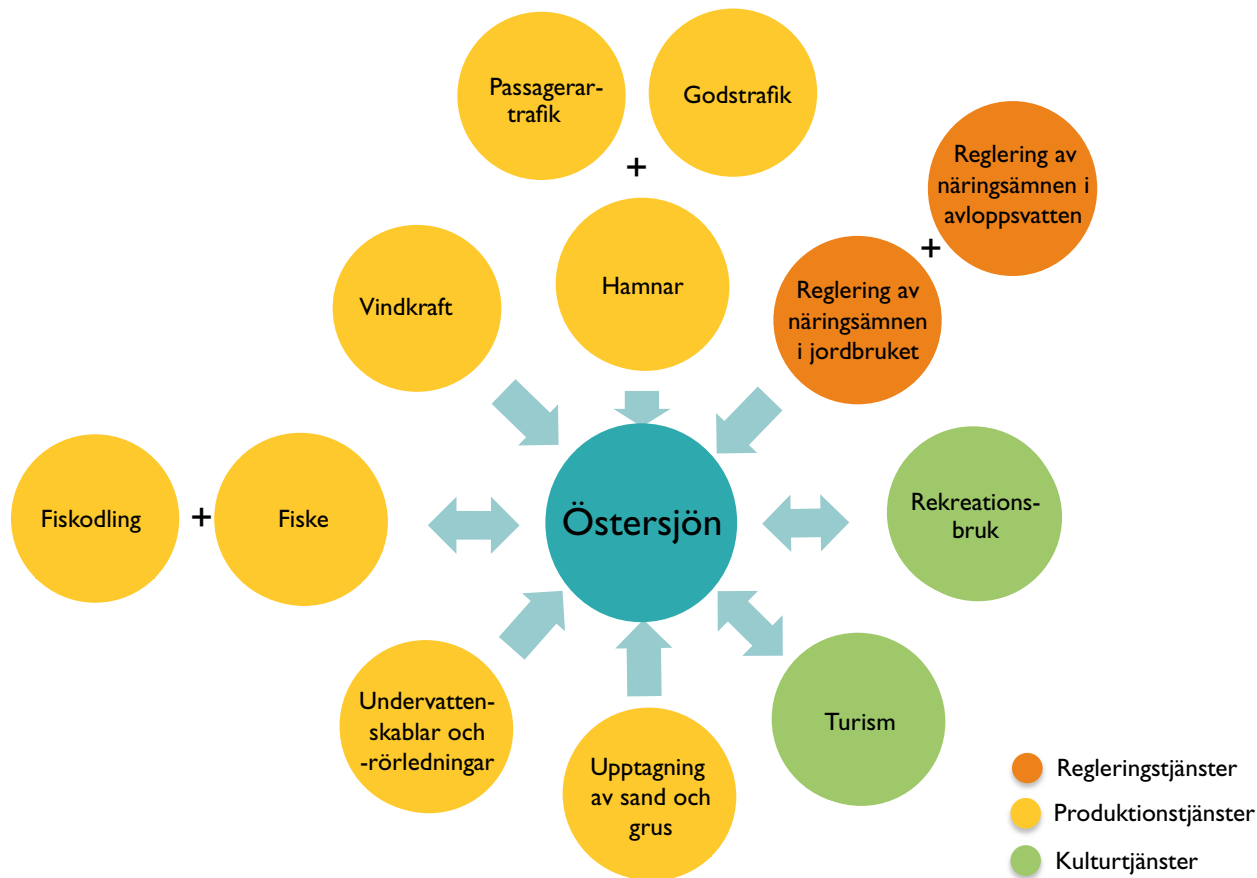 Passagerar-
trafik
Godstrafik
+
Reglering av
näringsämnen i
avloppsvatten
+
Vindkraft
Hamnar
Reglering av
näringsämnen
i jordbruket
Fiskodling
+
Fiske
Östersjön
Rekreations-
bruk
Undervatten-
skablar och
-rörledningar
Upptagning
av sand och
grus
Turism
Regleringstjänster
Produktionstjänster
Kulturtjänster